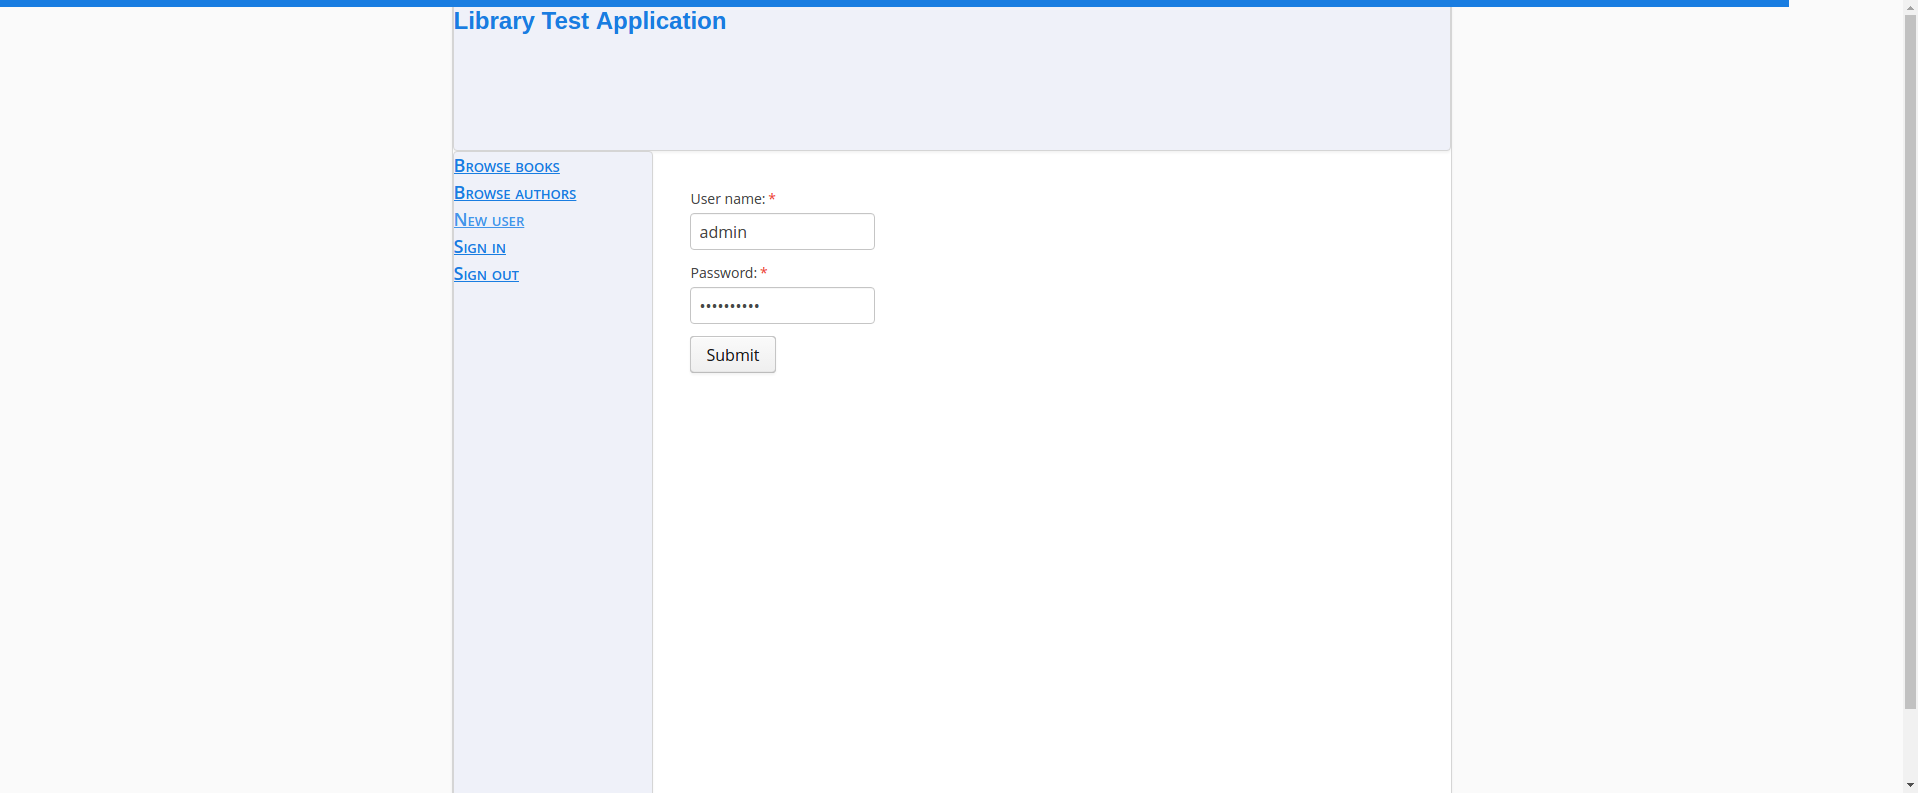 Library Test Application
Browse books
Browse authors
New user
Sign in
Sign out
User name: *
admin
Password: *
••••••••••
Submit